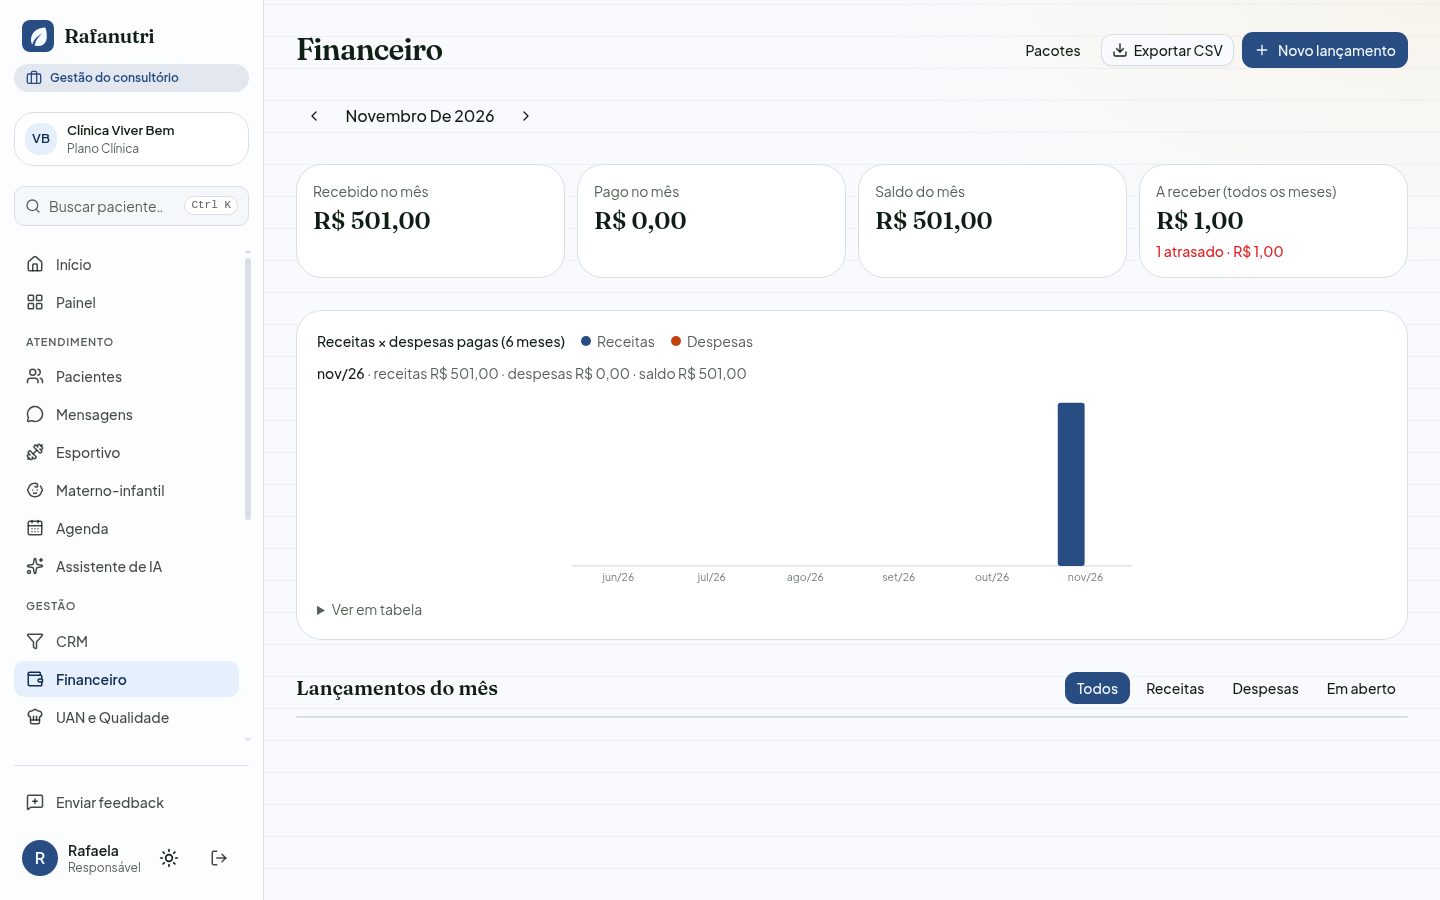 Rafanutri
Gestão do consultório
VB
Clínica Viver Bem
Plano Clínica
Buscar paciente..
Ctrl K
Início
Painel
ATENDIMENTO
Pacientes
Mensagens
Esportivo
Materno-infantil
Agenda
Assistente de IA
GESTÃO
CRM
Financeiro
UAN e Qualidade
Enviar feedback
R
Rafaela
Responsável
Financeiro
Pacotes
Exportar CSV
Novo lançamento
Novembro De 2026
Recebido no mês
R$ 501,00
Pago no mês
R$ 0,00
Saldo do mês
R$ 501,00
A receber (todos os meses)
R$ 1,00
1 atrasado · R$ 1,00
Receitas × despesas pagas (6 meses)
Receitas
Despesas
nov/26 · receitas R$ 501,00 · despesas R$ 0,00 · saldo R$ 501,00
jun/26 jul/26 ago/26 set/26 out/26 nov/26
Ver em tabela
Lançamentos do mês
Todos
Receitas
Despesas
Em aberto